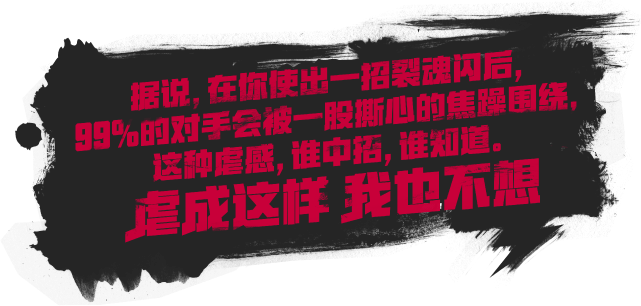 据说，在你使出一招裂魂闪后，
99%的对手会被一股撕心的焦躁围绕，
这种虐感，谁中招，谁知道。
虐成这样 我也不想